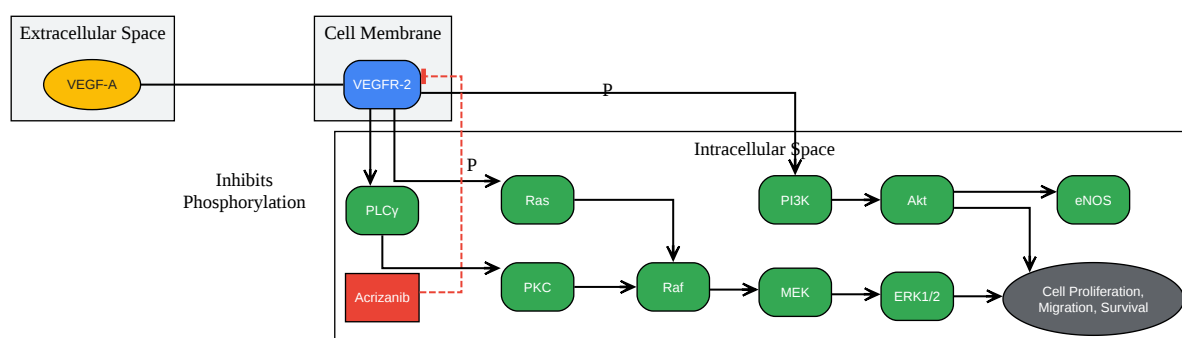 Extracellular Space
Cell Membrane
VEGF-A
VEGFR-2
P
Intracellular Space
P
Inhibits
Phosphorylation
PLCγ
Ras
PI3K
Akt
eNOS
Acrizanib
PKC
Raf
MEK
ERK1/2
Cell Proliferation,
Migration, Survival